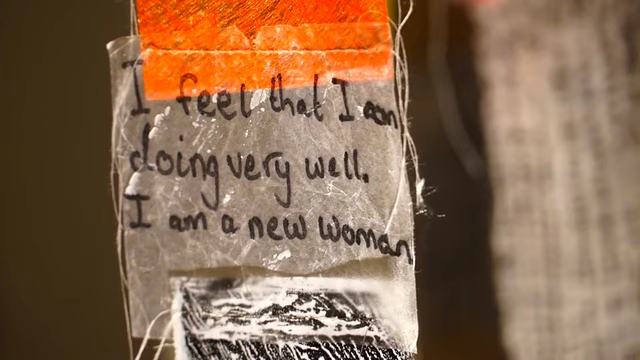 I feel that I am
doing very well.
I am a new woman